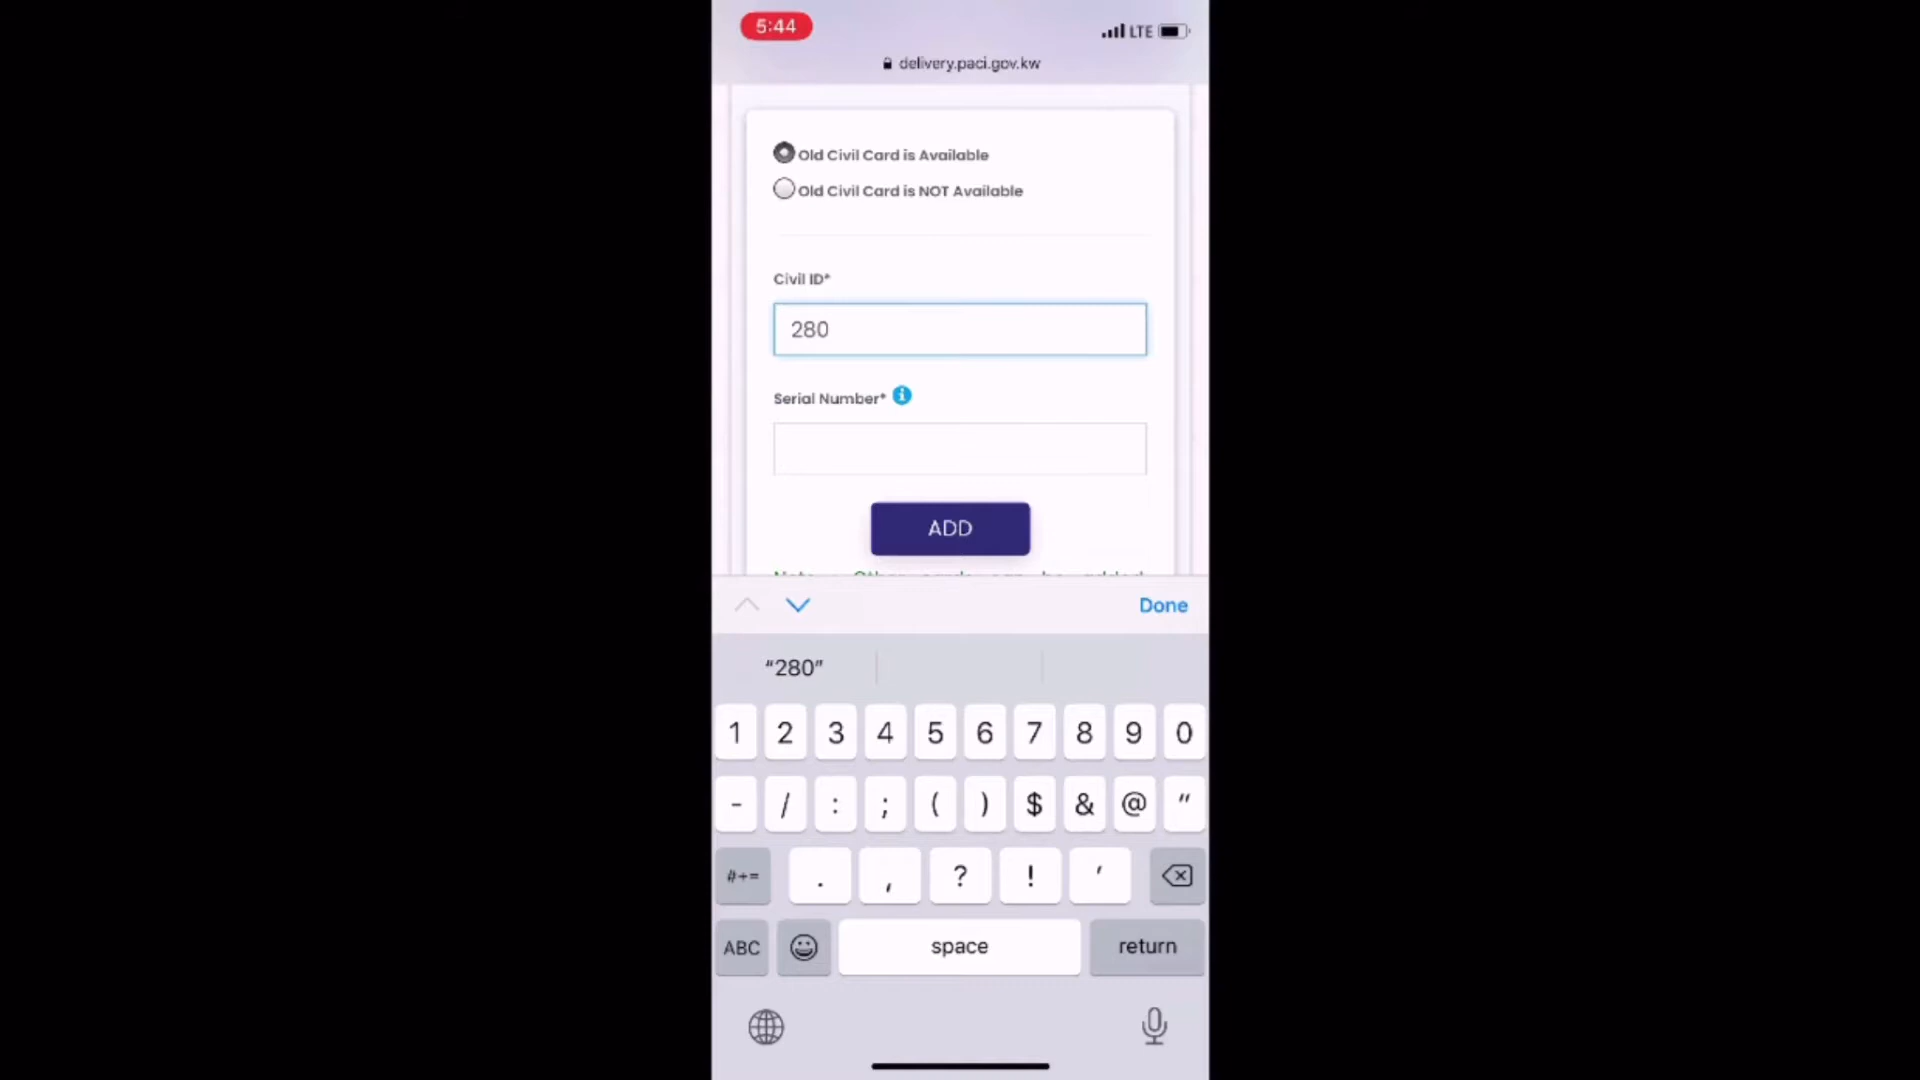 5:44
LTE
delivery.paci.gov.kw
Old Civil Card is Available
Old Civil Card is NOT Available
Civil ID*
280
Serial Number*
ADD
Done
“280”
1 2 3 4 5 6 7 8 9 0
- / : ; ( ) $ & @ "
#+= . , ? ! '
ABC space return